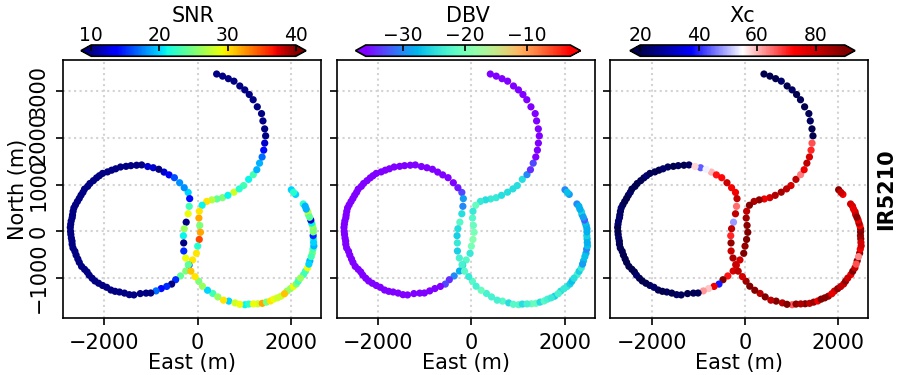 SNR DBV Xc
10 20 30 40 −30 −20 −10 20 40 60 80
3000
2000
1000
0
−1000
North (m)
IR5210
−2000 0 2000 −2000 0 2000 −2000 0 2000
East (m) East (m) East (m)